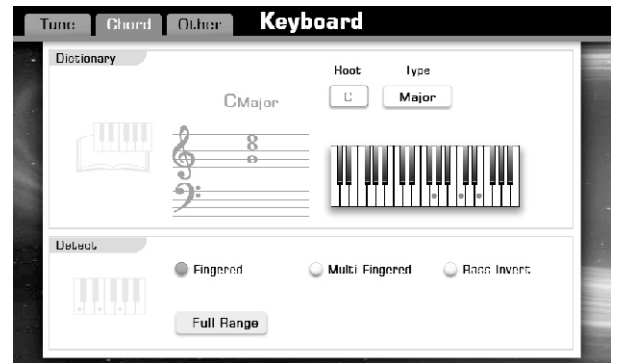 Tune Chord Other Keyboard
Dictionary
Root Type
CMajor
C Major
Detect
Fingered Multi Fingered Bass Invert
Full Range